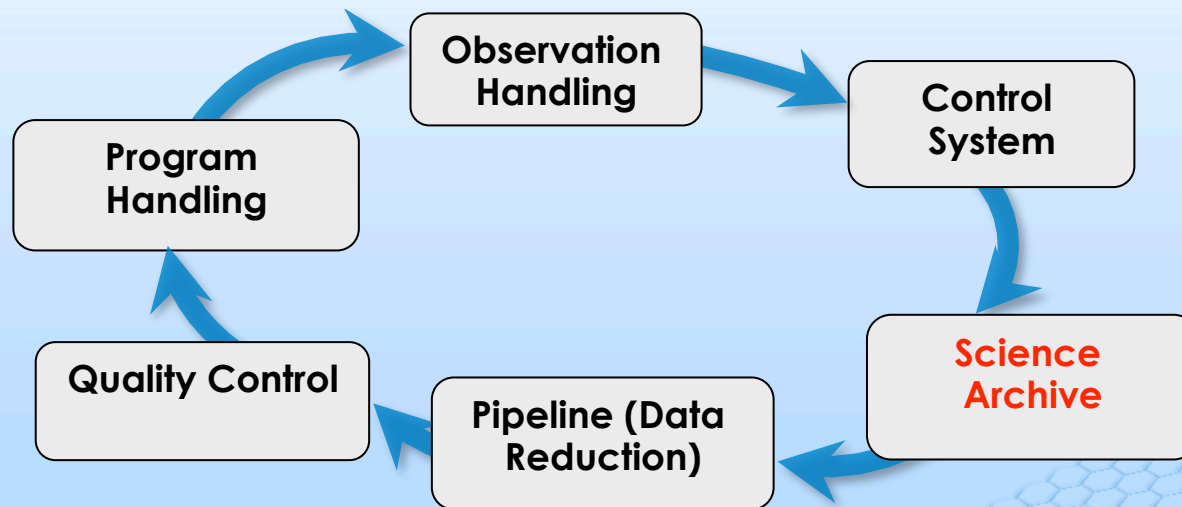 Observation
Handling
Control
System
Program
Handling
Science
Archive
Quality Control
Pipeline (Data
Reduction)